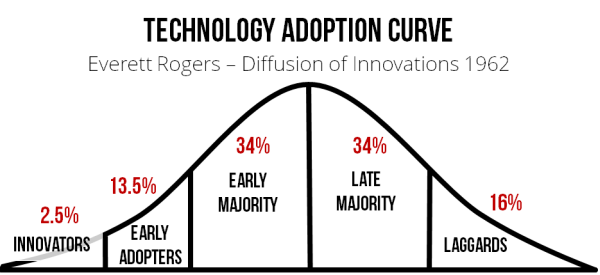 TECHNOLOGY ADOPTION CURVE
Everett Rogers – Diffusion of Innovations 1962
2.5%
INNOVATORS
13.5%
EARLY
ADOPTERS
34%
EARLY
MAJORITY
34%
LATE
MAJORITY
16%
LAGGARDS